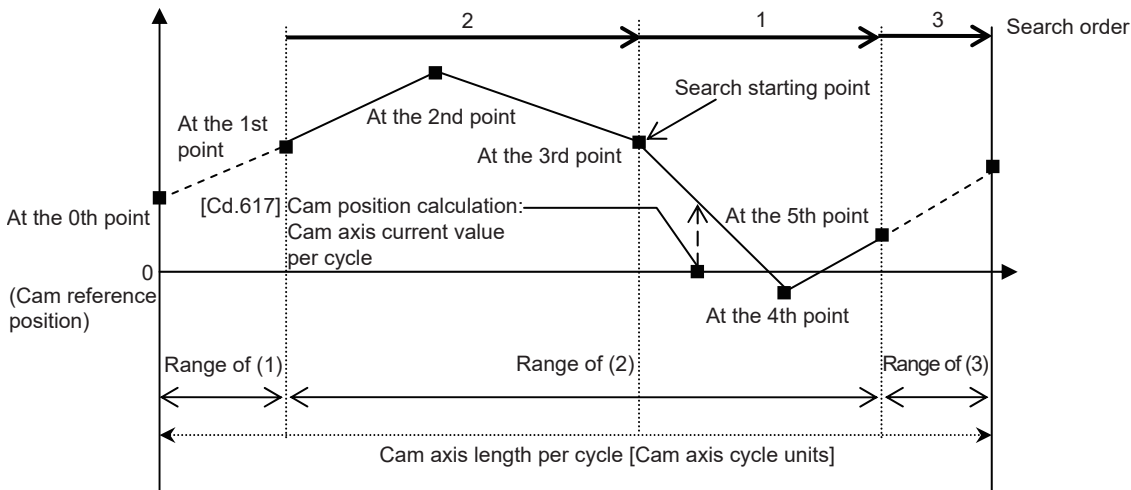 2
1
3
Search order
Search starting point
At the 1st
point
At the 2nd point
At the 3rd point
At the 0th point
[Cd.617] Cam position calculation:
Cam axis current value
per cycle
At the 5th point
0
(Cam reference
position)
At the 4th point
Range of (1)
Range of (2)
Range of (3)
Cam axis length per cycle [Cam axis cycle units]